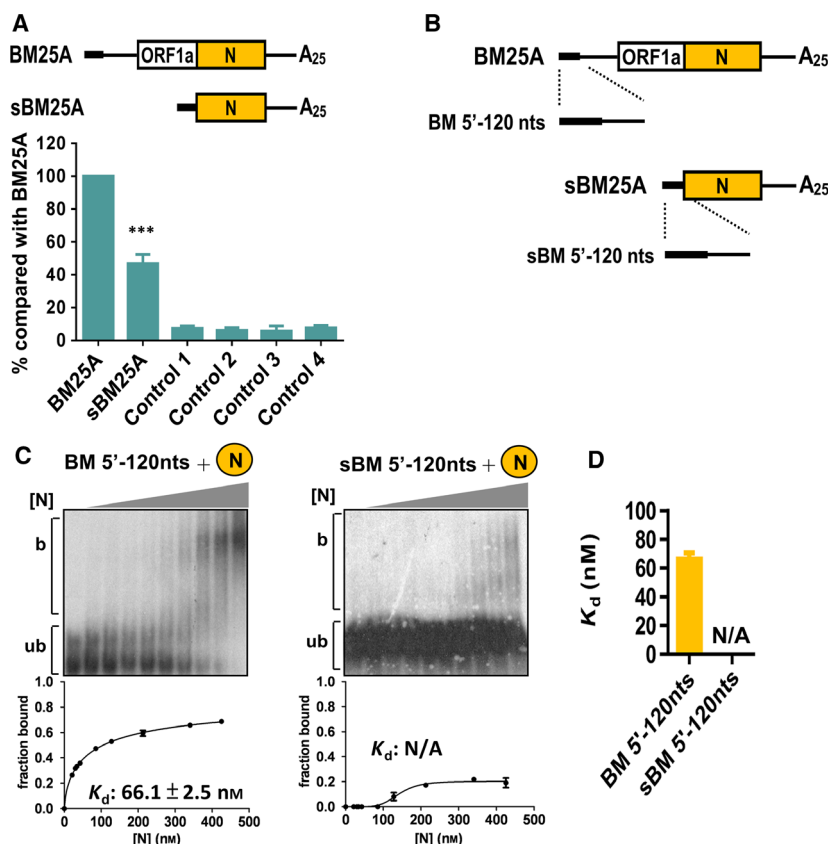 A
BM25A
ORF1a
N
A25
sBM25A
N
A25
% compared with BM25A
120
100
80
60
40
20
0
***
BM25A
sBM25A
Control 1
Control 2
Control 3
Control 4
B
BM25A
ORF1a
N
A25
BM 5'-120 nts
sBM25A
N
A25
sBM 5'-120 nts
C
BM 5'-120nts + N
[N]
b
ub
fraction bound
1.0
0.8
0.6
0.4
0.2
0.0
Kd: 66.1 ± 2.5 nM
0 100 200 300 400 500
[N] (nM)
sBM 5'-120nts + N
[N]
b
ub
fraction bound
1.0
0.8
0.6
0.4
0.2
0.0
Kd: N/A
0 100 200 300 400 500
[N] (nM)
D
Kd (nM)
100
80
60
40
20
0
N/A
BM 5'-120nts
sBM 5'-120nts